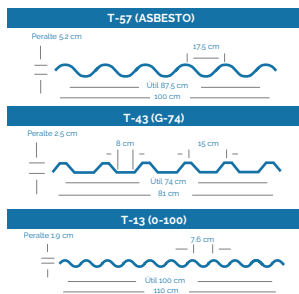 T-57 (ASBESTO)
Peralte 5.2 cm
17.5 cm
Útil 87.5 cm
100 cm
T-43 (G-74)
Peralte 2.5 cm
8 cm
15 cm
Útil 74 cm
81 cm
T-13 (0-100)
Peralte 1.9 cm
7.6 cm
Útil 100 cm
110 cm